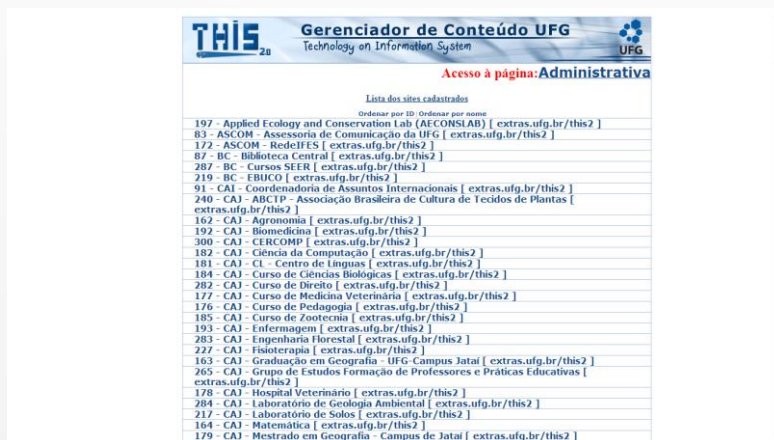 THIS 2.0
Gerenciador de Conteúdo UFG
Technology on Information System
UFG
Acesso à página:Administrativa
Lista dos sites cadastrados
Ordenar por ID|Ordenar por nome
197 - Applied Ecology and Conservation Lab (AECONSLAB) [ extras.ufg.br/this2 ]
83 - ASCOM - Assessoria de Comunicação da UFG [ extras.ufg.br/this2 ]
172 - ASCOM - RedeIFES [ extras.ufg.br/this2 ]
87 - BC - Biblioteca Central [ extras.ufg.br/this2 ]
287 - BC - Cursos SEER [ extras.ufg.br/this2 ]
219 - BC - EBUCO [ extras.ufg.br/this2 ]
91 - CAI - Coordenadoria de Assuntos Internacionais [ extras.ufg.br/this2 ]
240 - CAJ - ABCTP - Associação Brasileira de Cultura de Tecidos de Plantas [
extras.ufg.br/this2 ]
162 - CAJ - Agronomia [ extras.ufg.br/this2 ]
192 - CAJ - Biomedicina [ extras.ufg.br/this2 ]
300 - CAJ - CERCOMP [ extras.ufg.br/this2 ]
182 - CAJ - Ciência da Computação [ extras.ufg.br/this2 ]
181 - CAJ - CL - Centro de Línguas [ extras.ufg.br/this2 ]
184 - CAJ - Curso de Ciências Biológicas [ extras.ufg.br/this2 ]
282 - CAJ - Curso de Direito [ extras.ufg.br/this2 ]
177 - CAJ - Curso de Medicina Veterinária [ extras.ufg.br/this2 ]
176 - CAJ - Curso de Pedagogia [ extras.ufg.br/this2 ]
185 - CAJ - Curso de Zootecnia [ extras.ufg.br/this2 ]
193 - CAJ - Enfermagem [ extras.ufg.br/this2 ]
283 - CAJ - Engenharia Florestal [ extras.ufg.br/this2 ]
227 - CAJ - Fisioterapia [ extras.ufg.br/this2 ]
163 - CAJ - Graduação em Geografia - UFG-Campus Jataí [ extras.ufg.br/this2 ]
265 - CAJ - Grupo de Estudos Formação de Professores e Práticas Educativas [
extras.ufg.br/this2 ]
178 - CAJ - Hospital Veterinário [ extras.ufg.br/this2 ]
284 - CAJ - Laboratório de Geologia Ambiental [ extras.ufg.br/this2 ]
217 - CAJ - Laboratório de Solos [ extras.ufg.br/this2 ]
164 - CAJ - Matemática [ extras.ufg.br/this2 ]
179 - CAJ - Mestrado em Geografia - Campus de Jataí [ extras.ufg.br/this2 ]